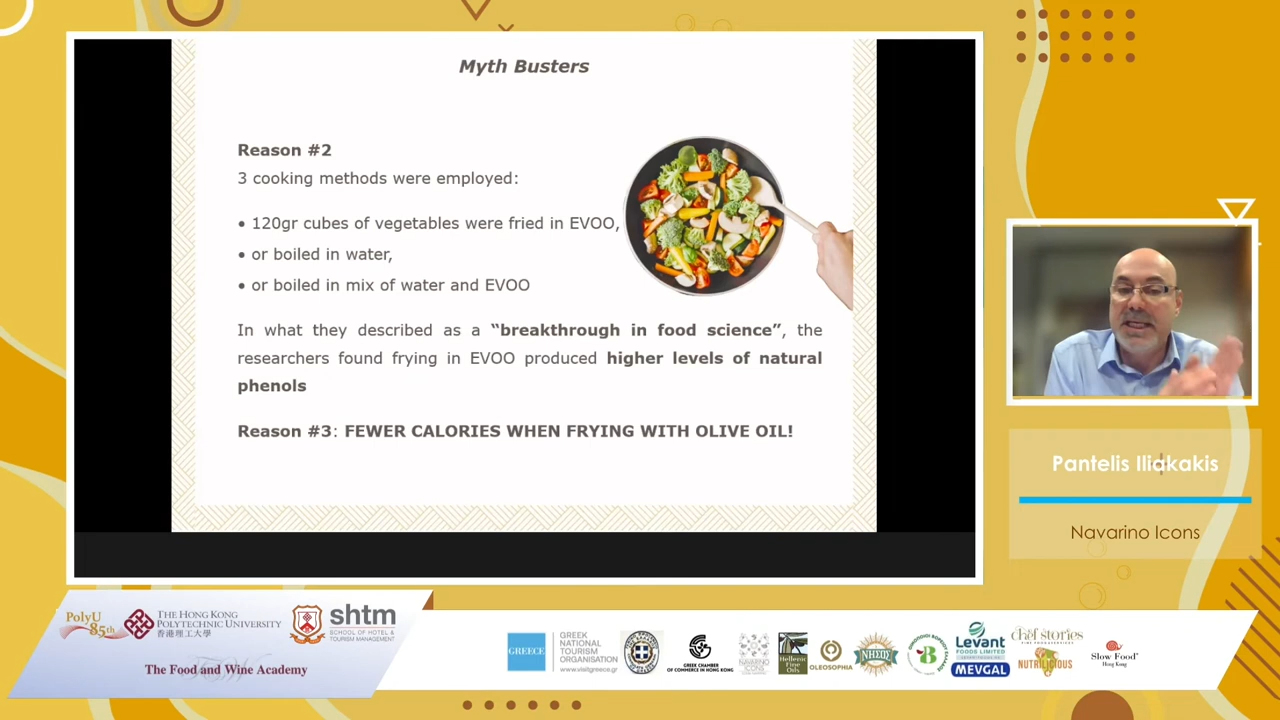 Myth Busters
Reason #2
3 cooking methods were employed:
• 120gr cubes of vegetables were fried in EVOO,
• or boiled in water,
• or boiled in mix of water and EVOO
In what they described as a “breakthrough in food science”, the
researchers found frying in EVOO produced higher levels of natural
phenols
Reason #3: FEWER CALORIES WHEN FRYING WITH OLIVE OIL!
Pantelis Iliakakis
Navarino Icons
PolyU
85th
THE HONG KONG
POLYTECHNIC UNIVERSITY
香港理工大學
shtm
SCHOOL OF HOTEL &
TOURISM MANAGEMENT
The Food and Wine Academy
GREECE
GREEK
NATIONAL
TOURISM
ORGANISATION
www.visitgreece.gr
GREEK CHAMBER
OF COMMERCE IN HONG KONG
NAVARINO
ICONS
Hellenic
Fine
Oils
OLEOSOPHIA
ΝΗΣΟΣ
B
Levant
FOODS LIMITED
MEVGAL
chef stories
NUTRILICIOUS
Slow Food®
Hong Kong